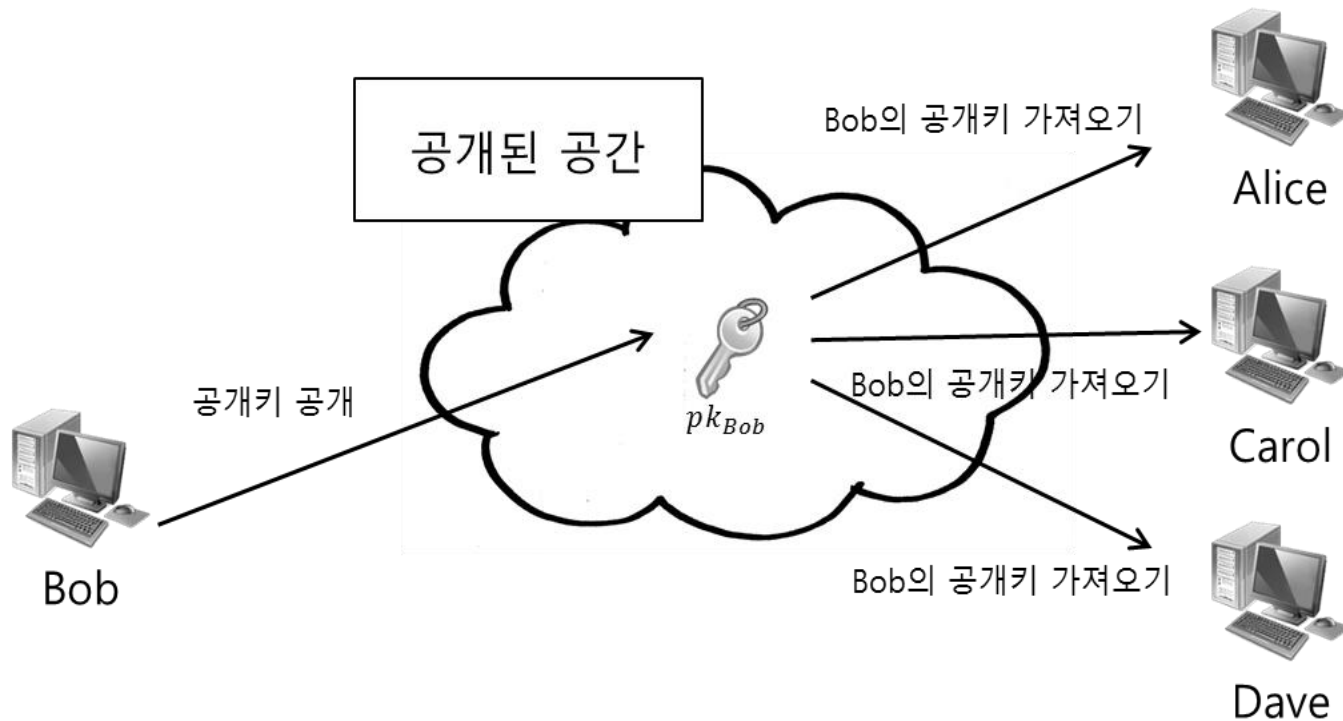 공개된 공간
Bob의 공개키 가져오기
Alice
공개키 공개
pk_Bob
Bob의 공개키 가져오기
Carol
Bob
Bob의 공개키 가져오기
Dave